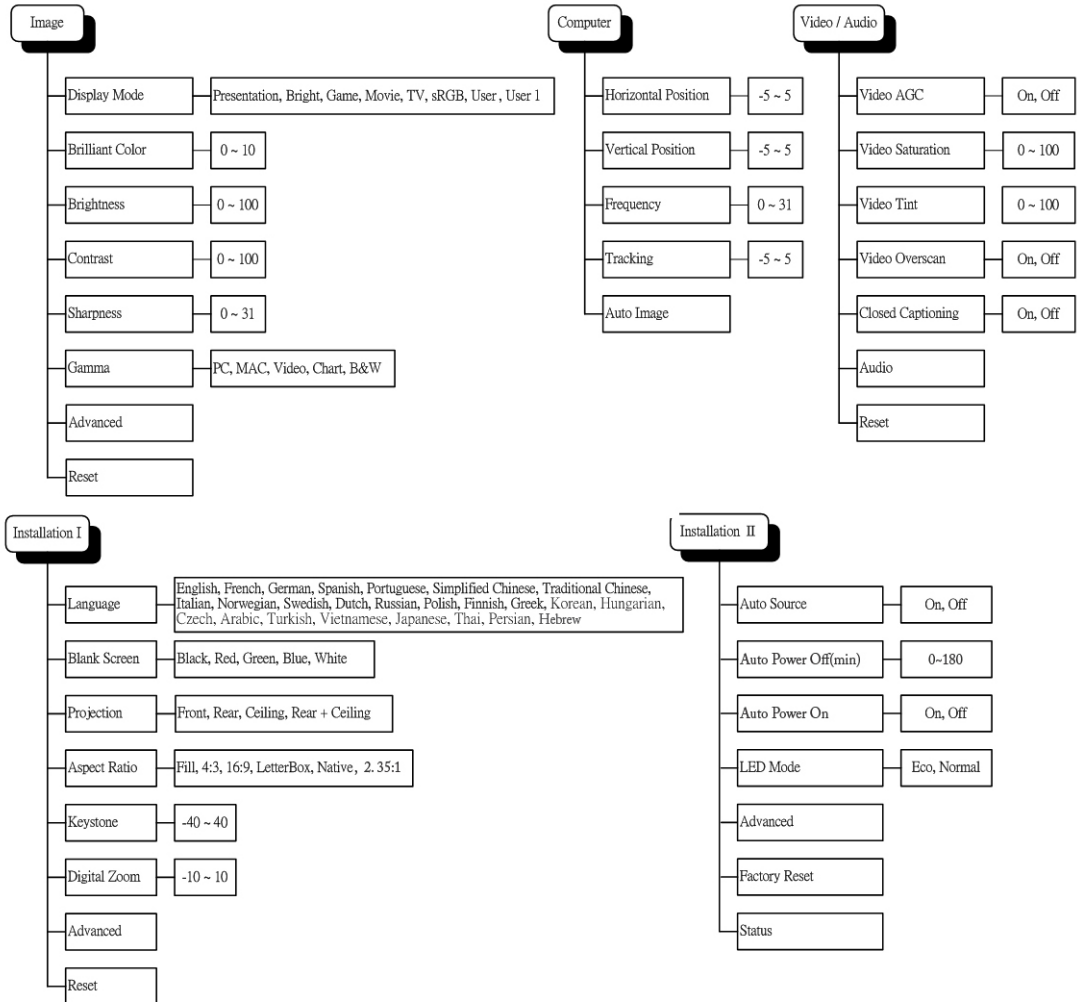 Image
Display Mode
Presentation, Bright, Game, Movie, TV, sRGB, User, User 1
Brilliant Color
0 ~ 10
Brightness
0 ~ 100
Contrast
0 ~ 100
Sharpness
0 ~ 31
Gamma
PC, MAC, Video, Chart, B&W
Advanced
Reset
Computer
Horizontal Position
-5 ~ 5
Vertical Position
-5 ~ 5
Frequency
0 ~ 31
Tracking
-5 ~ 5
Auto Image
Video / Audio
Video AGC
On, Off
Video Saturation
0 ~ 100
Video Tint
0 ~ 100
Video Overscan
On, Off
Closed Captioning
On, Off
Audio
Reset
Installation I
Language
English, French, German, Spanish, Portuguese, Simplified Chinese, Traditional Chinese,
Italian, Norwegian, Swedish, Dutch, Russian, Polish, Finnish, Greek, Korean, Hungarian,
Czech, Arabic, Turkish, Vietnamese, Japanese, Thai, Persian, Hebrew
Blank Screen
Black, Red, Green, Blue, White
Projection
Front, Rear, Ceiling, Rear + Ceiling
Aspect Ratio
Fill, 4:3, 16:9, LetterBox, Native, 2.35:1
Keystone
-40 ~ 40
Digital Zoom
-10 ~ 10
Advanced
Reset
Installation II
Auto Source
On, Off
Auto Power Off(min)
0~180
Auto Power On
On, Off
LED Mode
Eco, Normal
Advanced
Factory Reset
Status